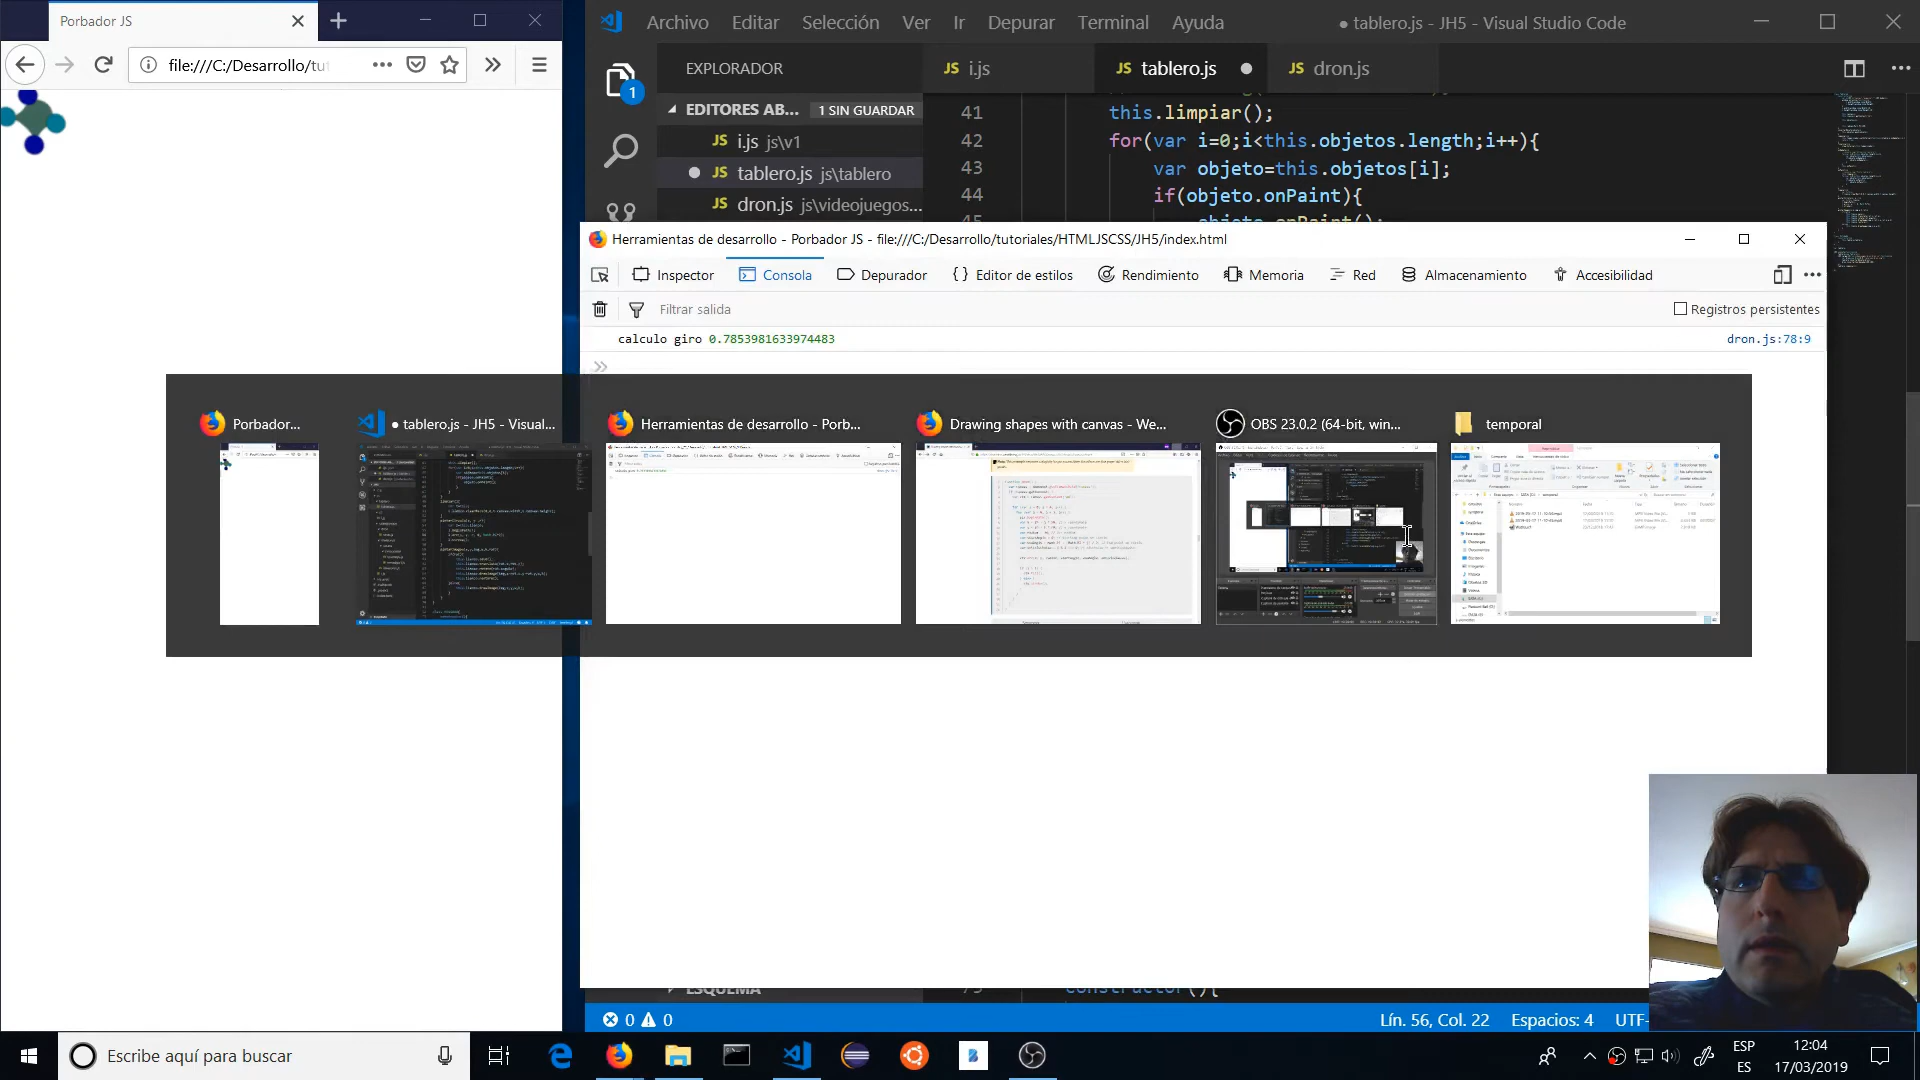 Porbador JS
Archivo Editar Selección Ver Ir Depurar Terminal Ayuda
● tablero.js - JH5 - Visual Studio Code
file:///C:/Desarrollo/tu
EXPLORADOR
JS i.js
JS tablero.js
JS dron.js
1
EDITORES AB... 1 SIN GUARDAR
JS i.js js\v1
JS tablero.js js\tablero
JS dron.js js\videojuegos...
41 this.limpiar();
42 for(var i=0;i<this.objetos.length;i++){
43 var objeto=this.objetos[i];
44 if(objeto.onPaint){
Herramientas de desarrollo - Porbador JS - file:///C:/Desarrollo/tutoriales/HTMLJSCSS/JH5/index.html
Inspector Consola Depurador {} Editor de estilos Rendimiento Memoria Red Almacenamiento Accesibilidad
Filtrar salida
Registros persistentes
calculo giro 0.7853981633974483
dron.js:78:9
Porbador...
● tablero.js - JH5 - Visual...
Herramientas de desarrollo - Porb...
Drawing shapes with canvas - We...
OBS 23.0.2 (64-bit, win...
temporal
ESQUEMA
constructor(){
0 0
Lín. 56, Col. 22 Espacios: 4 UTF-
Escribe aquí para buscar
ESP
ES
12:04
17/03/2019